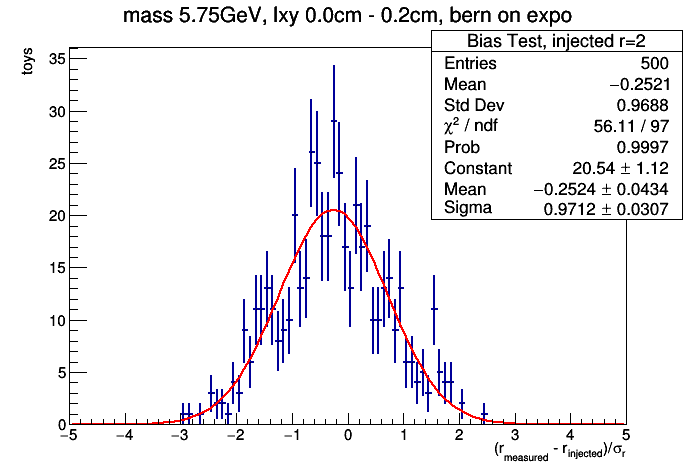 mass 5.75GeV, lxy 0.0cm - 0.2cm, bern on expo
toys
Bias Test, injected r=2
Entries 500
Mean −0.2521
Std Dev 0.9688
χ² / ndf 56.11 / 97
Prob 0.9997
Constant 20.54 ± 1.12
Mean −0.2524 ± 0.0434
Sigma 0.9712 ± 0.0307
35
30
25
20
15
10
5
0
−5 −4 −3 −2 −1 0 1 2 3 4 5
(r_measured - r_injected)/σ_r